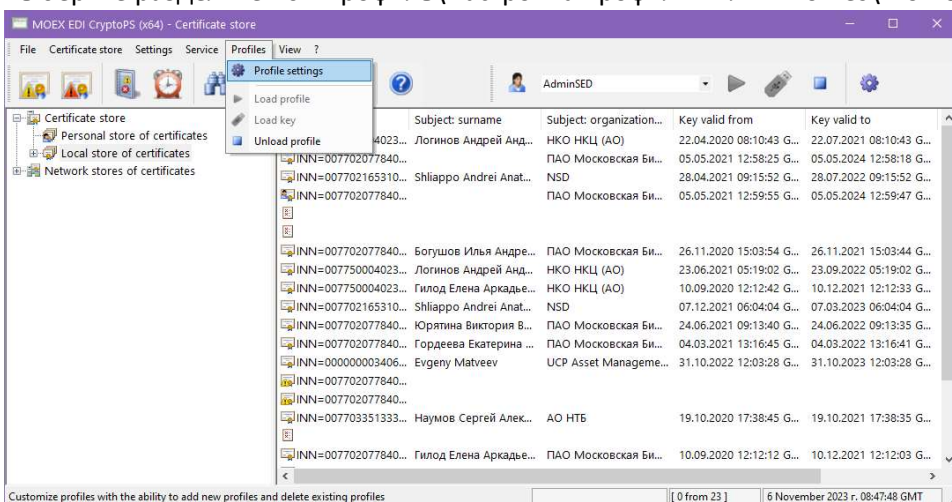 MOEX EDI CryptoPS (x64) - Certificate store
File Certificate store Settings Service Profiles View ?
Profile settings
Load profile
Load key
Unload profile
AdminSED
Certificate store
Personal store of certificates
Local store of certificates
Network stores of certificates
Subject: surname Subject: organization... Key valid from Key valid to
4023... Логинов Андрей Анд... НКО НКЦ (АО) 22.04.2020 08:10:43 G... 22.07.2021 08:10:43 G...
INN=007702077840... ПАО Московская Би... 05.05.2021 12:58:25 G... 05.05.2024 12:58:18 G...
INN=007702165310... Shliappo Andrei Anat... NSD 28.04.2021 09:15:52 G... 28.07.2022 09:15:52 G...
INN=007702077840... ПАО Московская Би... 05.05.2021 12:59:55 G... 05.05.2024 12:59:47 G...
INN=007702077840... Богушов Илья Андре... ПАО Московская Би... 26.11.2020 15:03:54 G... 26.11.2021 15:03:44 G...
INN=007750004023... Логинов Андрей Анд... НКО НКЦ (АО) 23.06.2021 05:19:02 G... 23.09.2022 05:19:02 G...
INN=007750004023... Гилод Елена Аркадье... НКО НКЦ (АО) 10.09.2020 12:12:42 G... 10.12.2021 12:12:33 G...
INN=007702165310... Shliappo Andrei Anat... NSD 07.12.2021 06:04:04 G... 07.03.2023 06:04:04 G...
INN=007702077840... Юрятина Виктория В... ПАО Московская Би... 24.06.2021 09:13:40 G... 24.06.2022 09:13:35 G...
INN=007702077840... Гордеева Екатерина ... ПАО Московская Би... 04.03.2021 13:16:45 G... 04.03.2022 13:16:41 G...
INN=000000003406... Evgeny Matveev UCP Asset Manageme... 31.10.2022 12:03:28 G... 31.10.2023 12:03:28 G...
INN=007702077840...
INN=007702077840...
INN=007703351333... Наумов Сергей Алек... АО НТБ 19.10.2020 17:38:45 G... 19.10.2021 17:38:35 G...
INN=007702077840... Гилод Елена Аркадье... ПАО Московская Би... 10.09.2020 12:12:12 G... 10.12.2021 12:12:03 G...
Customize profiles with the ability to add new profiles and delete existing profiles [ 0 from 23 ] 6 November 2023 г. 08:47:48 GMT